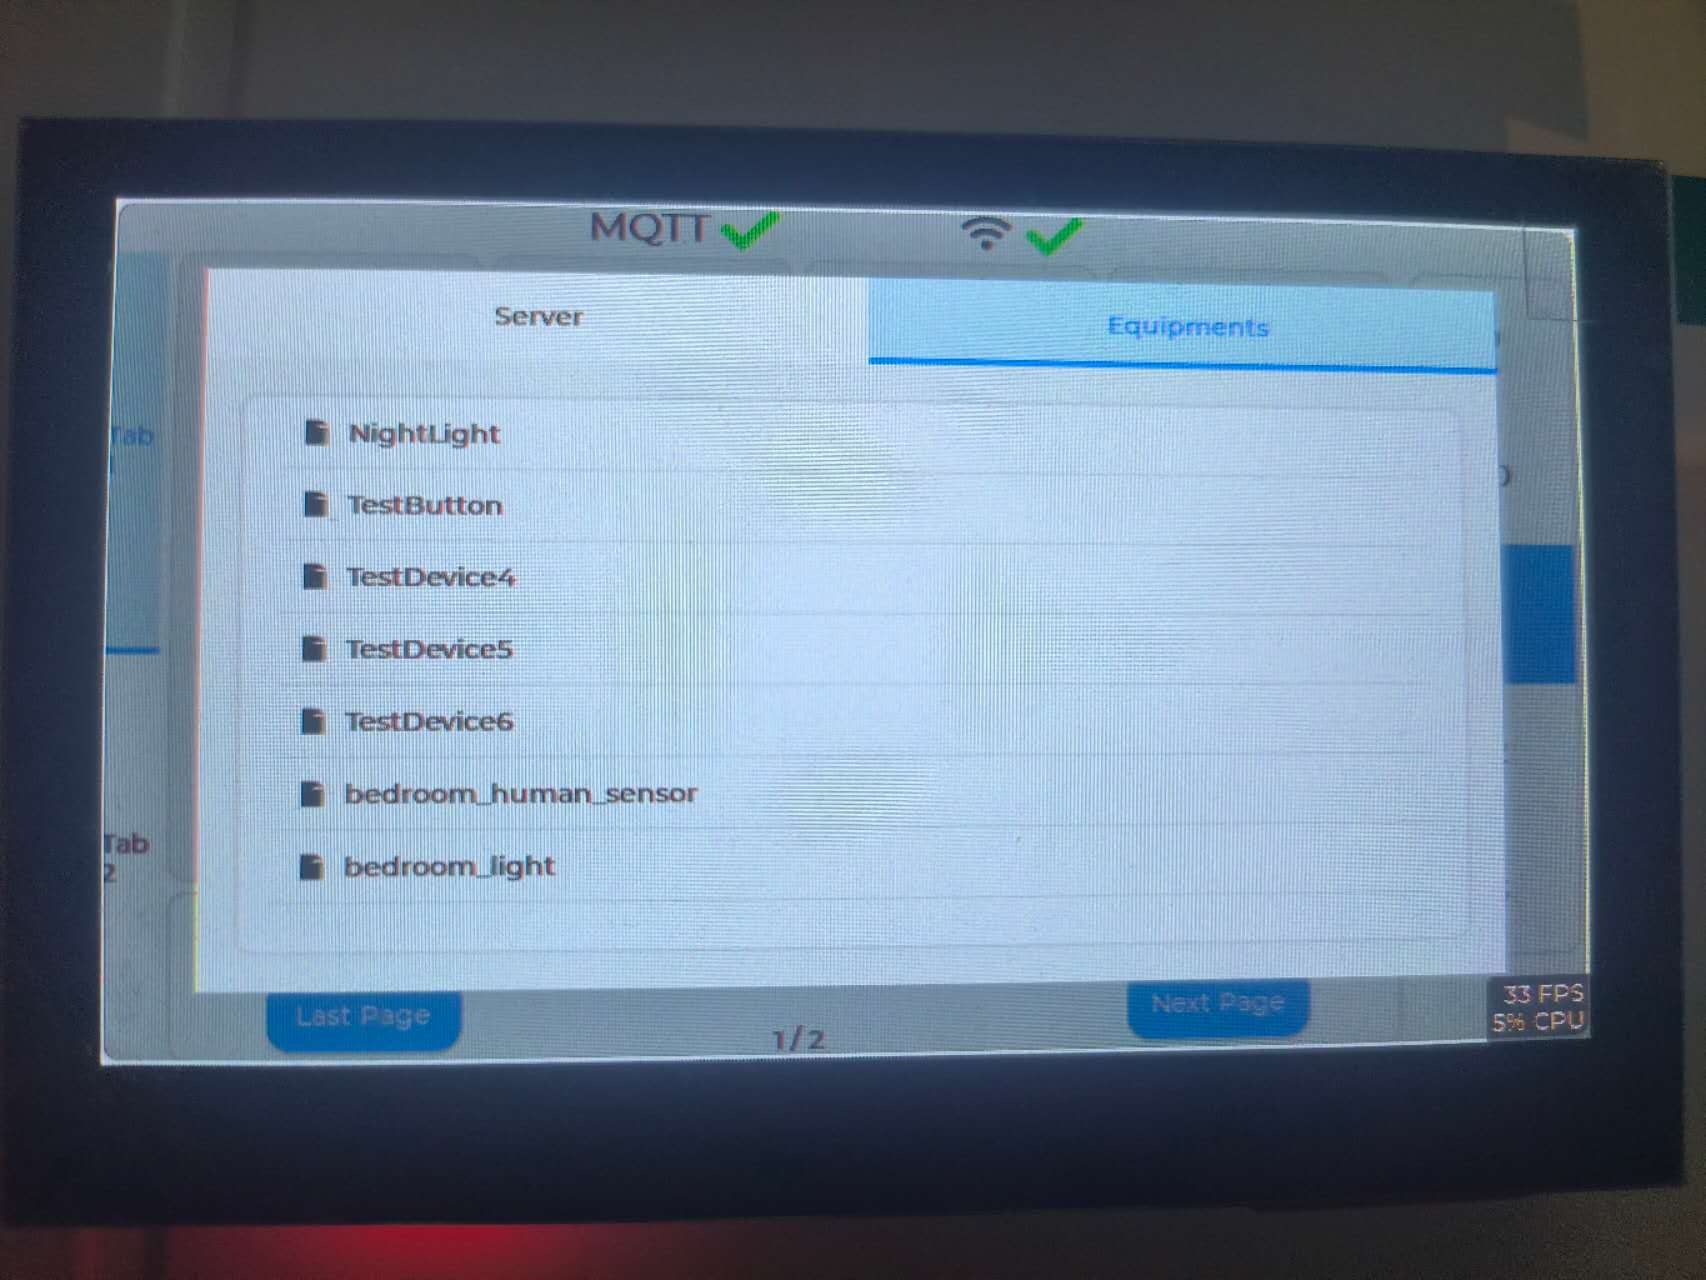 MQTT
Server
Equipments
NightLight
TestButton
TestDevice4
TestDevice5
TestDevice6
bedroom_human_sensor
bedroom_light
Tab
Tab
2
Last Page
1/2
Next Page
33 FPS
5% CPU